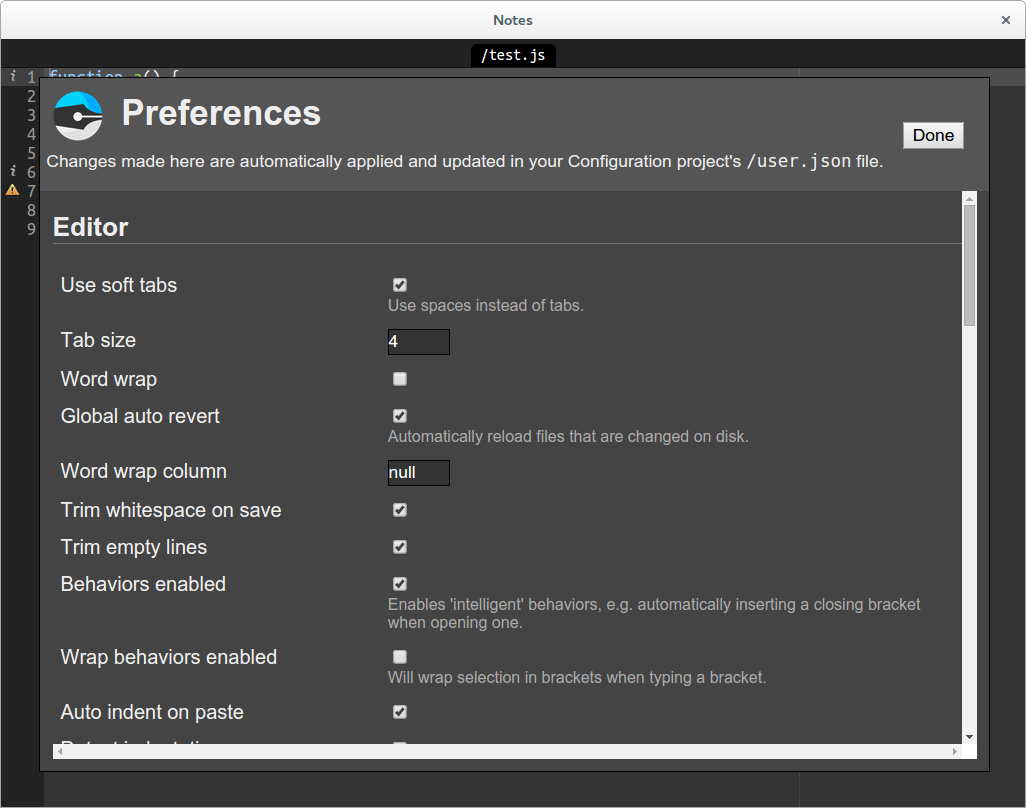 Notes
/test.js
i 1 function a() {
2
3
4
5
i 6
7
8
9
Preferences
Done
Changes made here are automatically applied and updated in your Configuration project's /user.json file.
Editor
Use soft tabs
Use spaces instead of tabs.
Tab size 4
Word wrap
Global auto revert
Automatically reload files that are changed on disk.
Word wrap column null
Trim whitespace on save
Trim empty lines
Behaviors enabled
Enables 'intelligent' behaviors, e.g. automatically inserting a closing bracket
when opening one.
Wrap behaviors enabled
Will wrap selection in brackets when typing a bracket.
Auto indent on paste